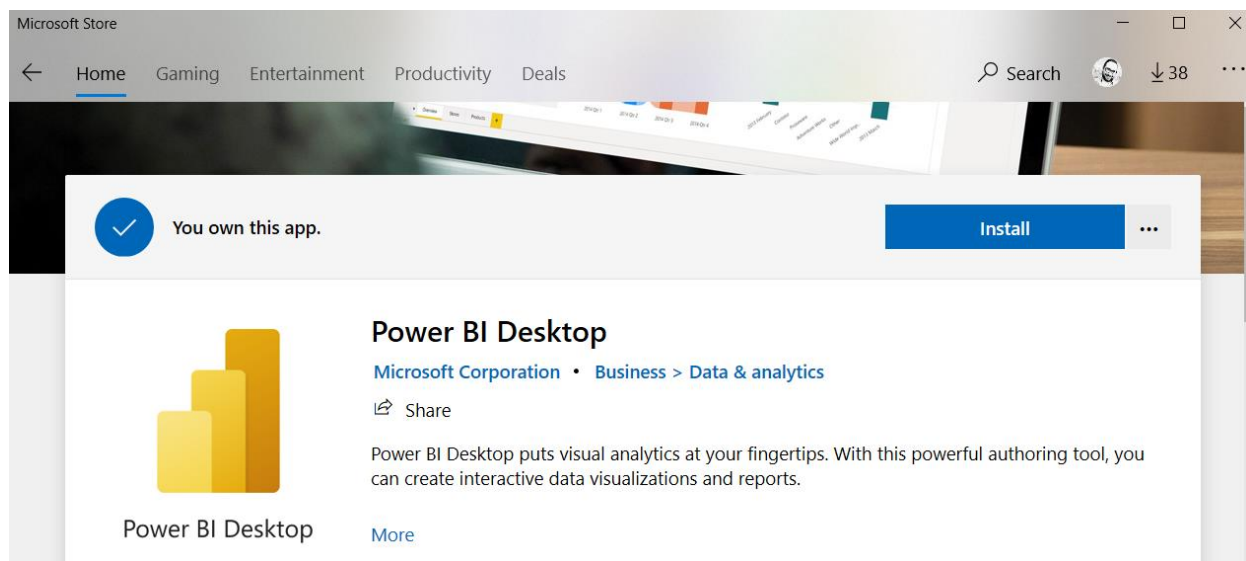 Microsoft Store
Home Gaming Entertainment Productivity Deals Search 38
Overview
You own this app.
Install
Power BI Desktop
Microsoft Corporation • Business > Data & analytics
Share
Power BI Desktop puts visual analytics at your fingertips. With this powerful authoring tool, you
can create interactive data visualizations and reports.
Power BI Desktop
More